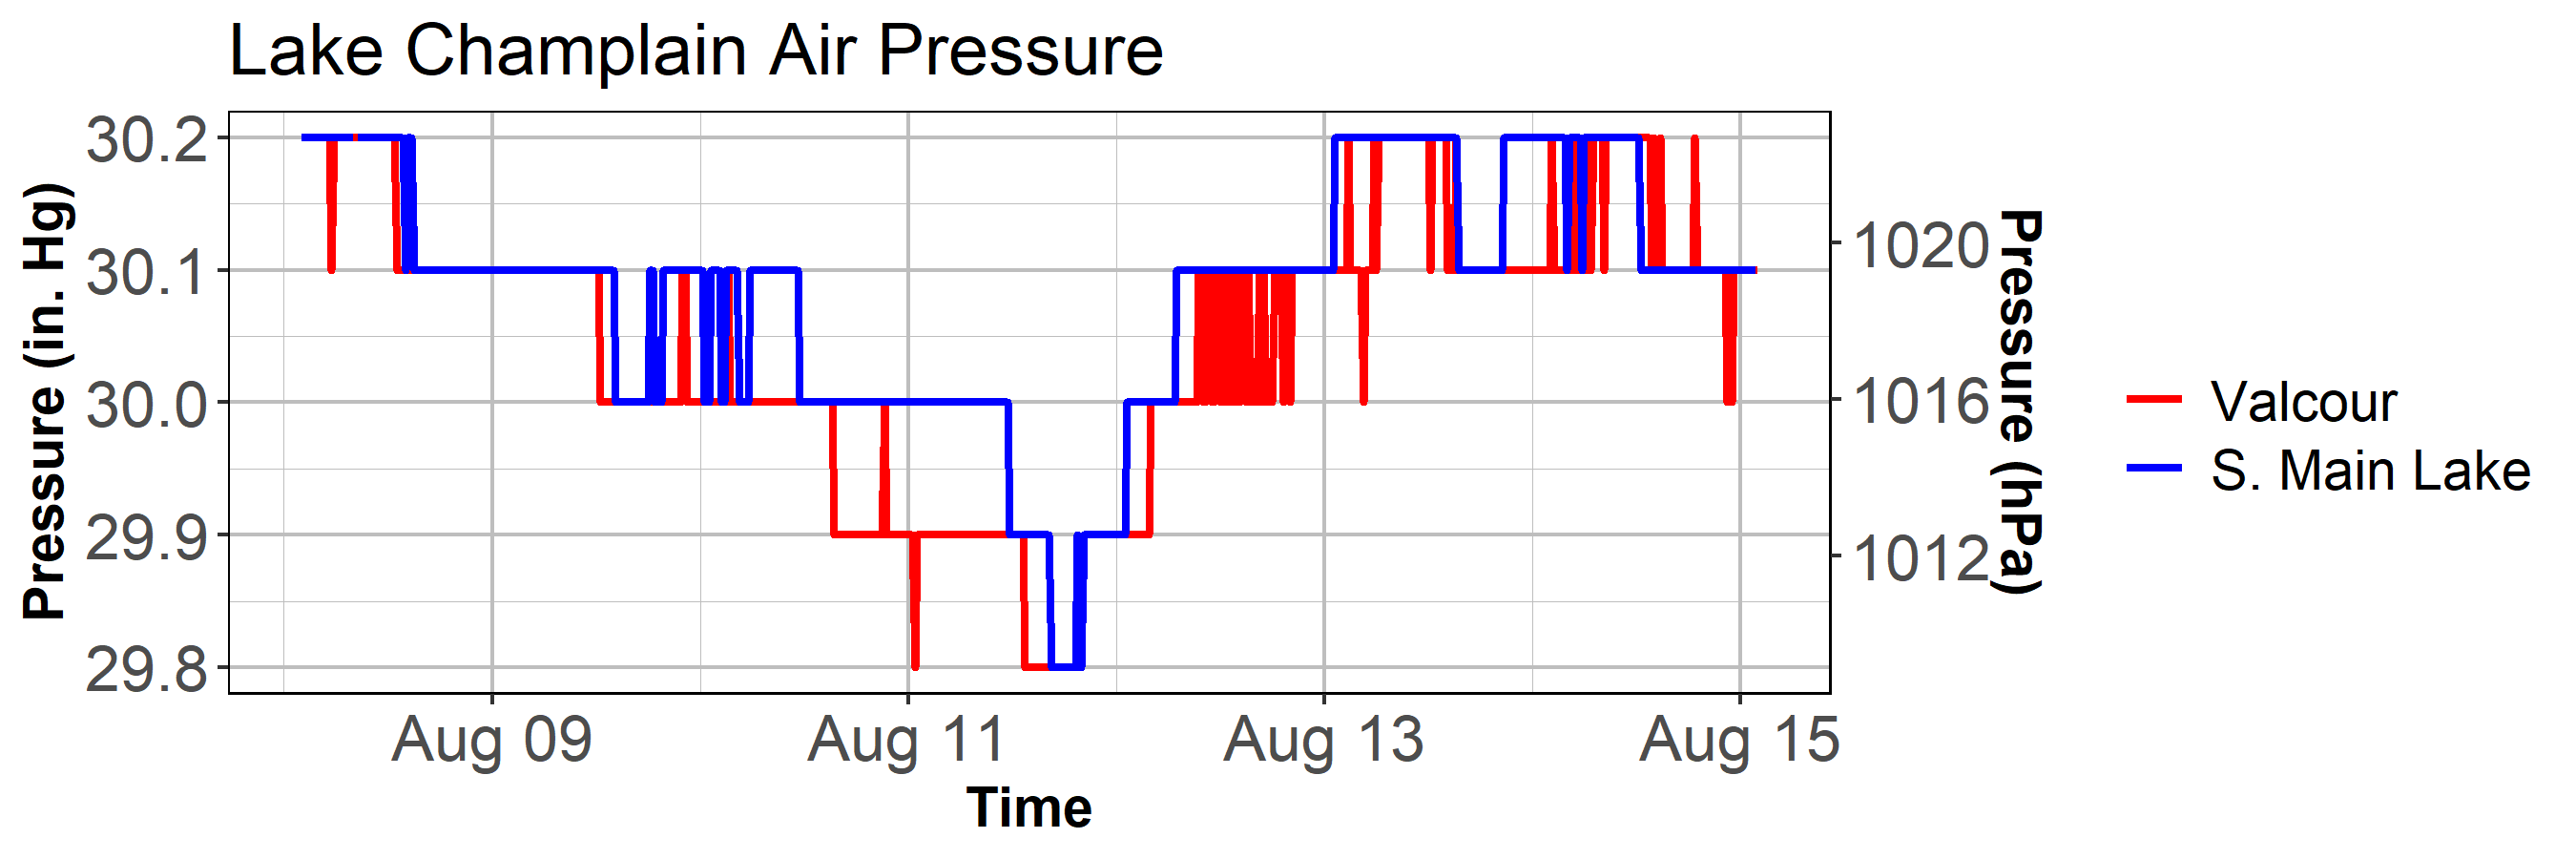 Lake Champlain Air Pressure
Pressure (in. Hg)
30.2
30.1
30.0
29.9
29.8
1020
1016
1012
Pressure (hPa)
Aug 09
Aug 11
Aug 13
Aug 15
Time
Valcour
S. Main Lake